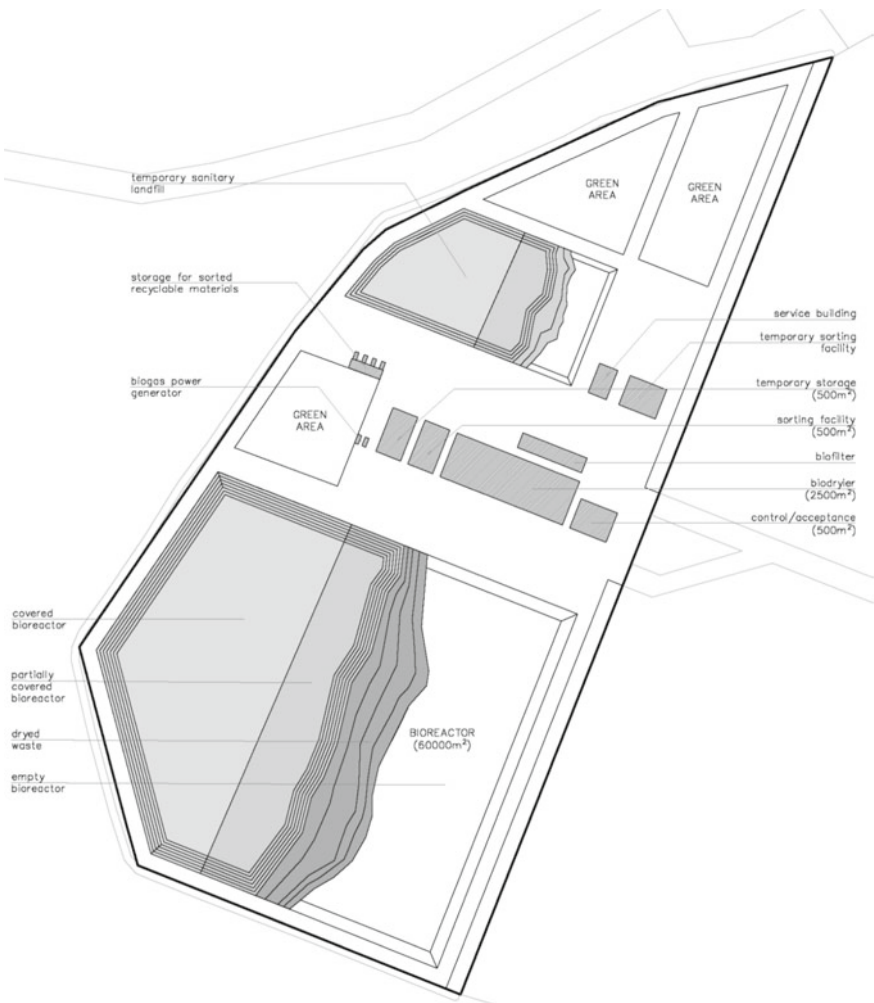 temporary sanitary
landfill
GREEN
AREA
GREEN
AREA
storage for sorted
recyclable materials
service building
temporary sorting
facility
biogas power
generator
GREEN
AREA
temporary storage
(500m²)
sorting facility
(500m²)
biofilter
biodryler
(2500m²)
control/acceptance
(500m²)
covered
bioreactor
partially
covered
bioreactor
dryed
waste
BIOREACTOR
(60000m²)
empty
bioreactor